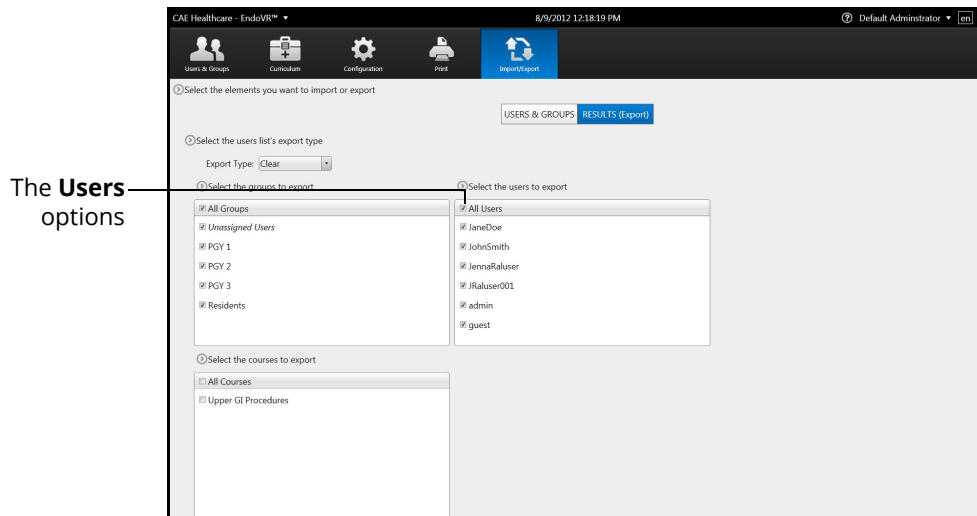 CAE Healthcare - EndoVR™ 8/9/2012 12:18:19 PM Default Adminstrator en
Users & Groups Curriculum Configuration Print Import/Export
Select the elements you want to import or export
USERS & GROUPS RESULTS (Export)
Select the users list's export type
Export Type: Clear
The Users
options
Select the groups to export
All Groups
Unassigned Users
PGY 1
PGY 2
PGY 3
Residents
Select the users to export
All Users
JaneDoe
JohnSmith
JennaRaluser
JRaluser001
admin
guest
Select the courses to export
All Courses
Upper GI Procedures